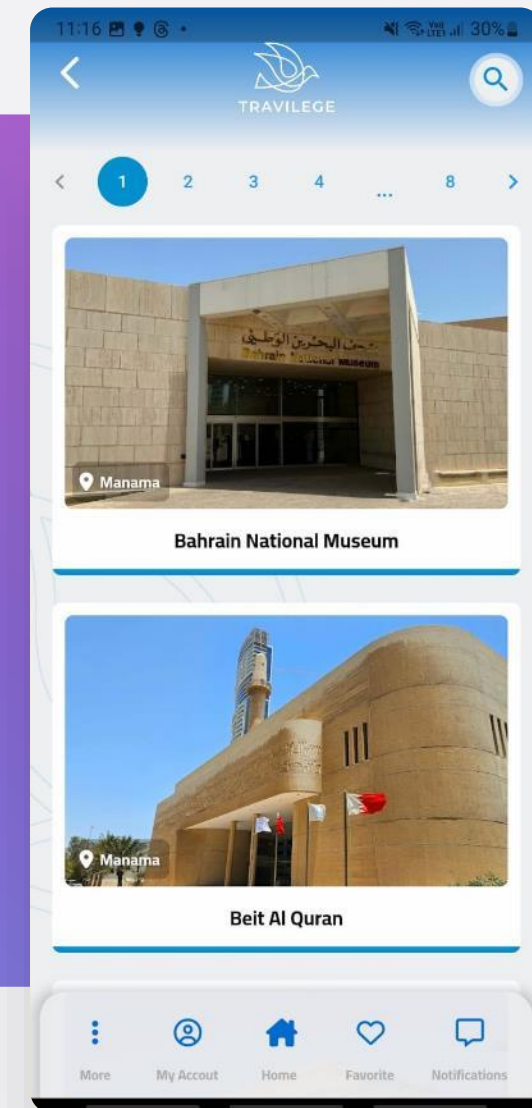 11:16
30%
TRAVILEGE
1 2 3 4 ... 8
متحف البحرين الوطني
Bahrain National Museum
Manama
Bahrain National Museum
Manama
Beit Al Quran
More My Accout Home Favorite Notifications